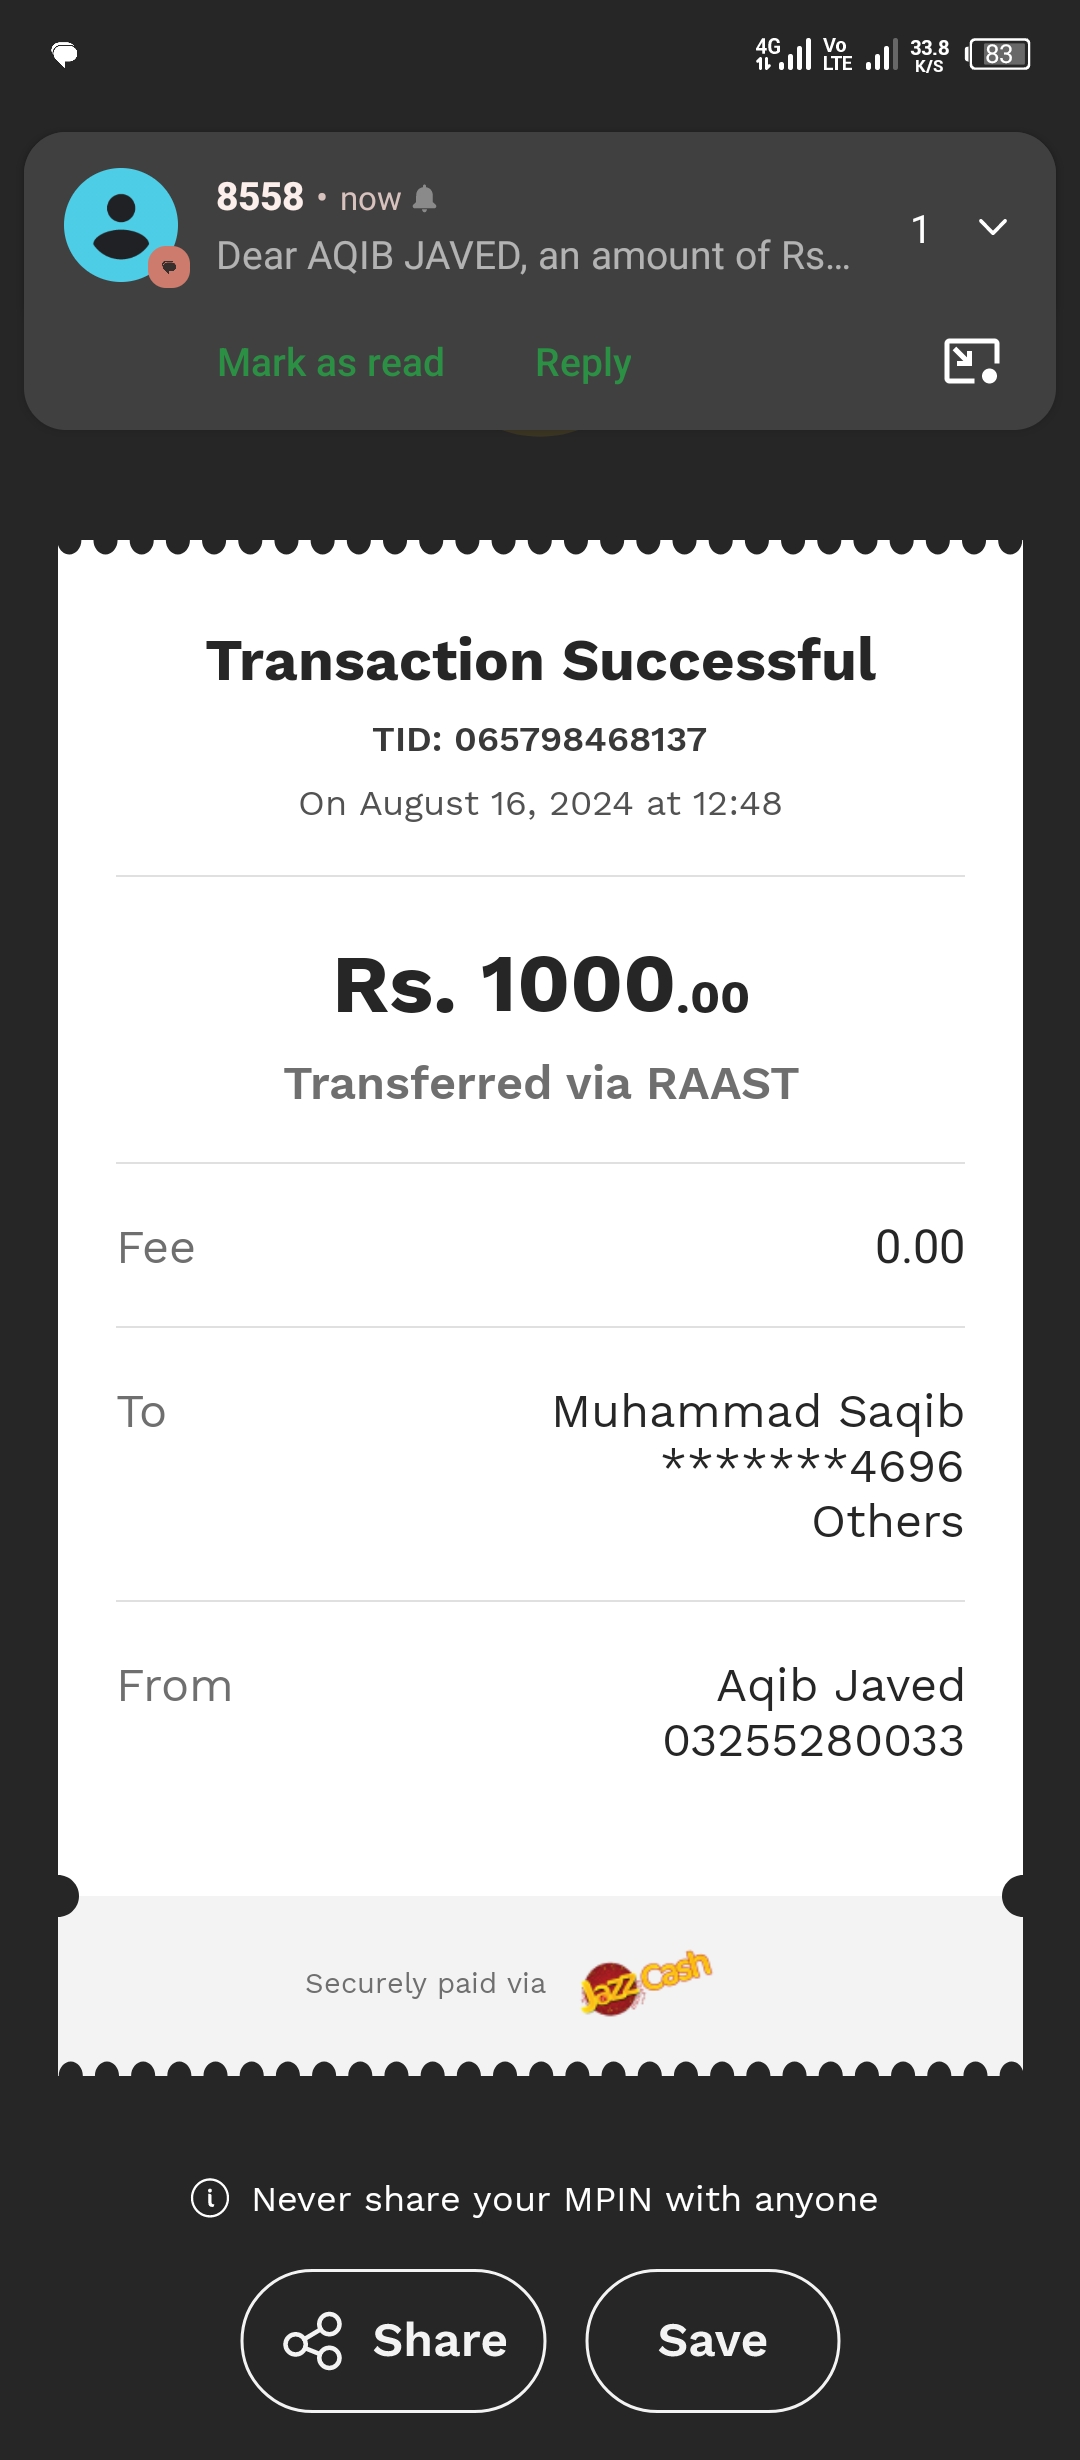 4G Vo LTE 33.8 K/S 83
8558 • now
Dear AQIB JAVED, an amount of Rs...
1
Mark as read Reply
Transaction Successful
TID: 065798468137
On August 16, 2024 at 12:48
Rs. 1000.00
Transferred via RAAST
Fee 0.00
To Muhammad Saqib
*******4696
Others
From Aqib Javed
03255280033
Securely paid via JazzCash
Never share your MPIN with anyone
Share Save